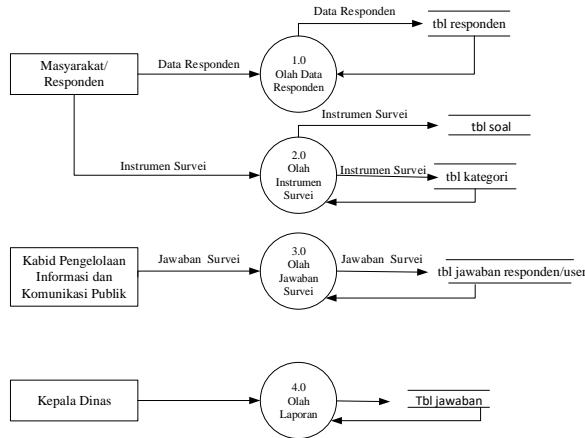 Data Responden
tbl responden
1.0
Olah Data
Responden
Masyarakat/
Responden
Data Responden
Instrumen Survei
tbl soal
2.0
Olah
Instrumen
Survei
Instrumen Survei
Instrumen Survei
tbl kategori
Kabid Pengelolaan
Informasi dan
Komunikasi Publik
Jawaban Survei
3.0
Olah
Jawaban
Survei
Jawaban Survei
tbl jawaban responden/user
Kepala Dinas
4.0
Olah
Laporan
Tbl jawaban